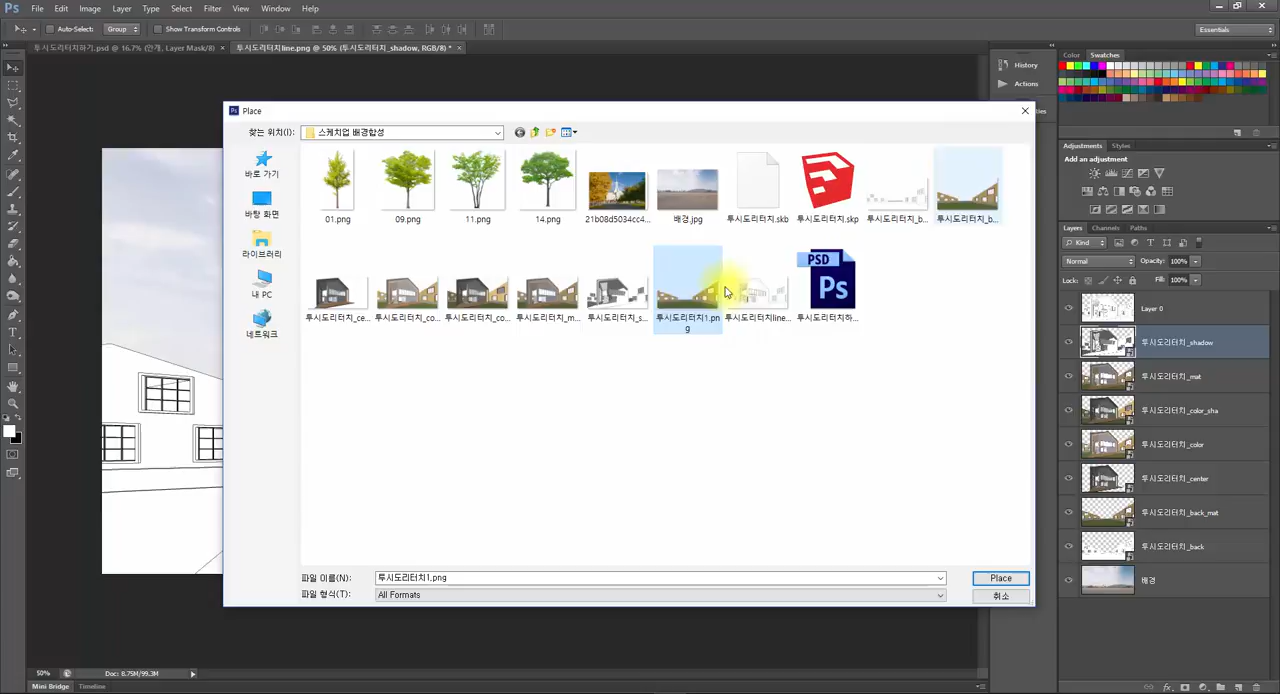 Ps File Edit Image Layer Type Select Filter View Window Help
Auto-Select: Group Show Transform Controls Essentials
투시도리터치하기.psd @ 16.7% (안개, Layer Mask/8) × 투시도리터치line.png @ 50% (투시도리터치_shadow, RGB/8) * ×
History
Actions
Color Swatches
Place
찾는 위치(I): 스케치업 배경합성
바로 가기
바탕 화면
라이브러리
내 PC
네트워크
01.png 09.png 11.png 14.png 21b08d5034cc4... 배경.jpg 투시도리터치.skb 투시도리터치.skp 투시도리터치_b... 투시도리터치_b...
PSD
Ps
투시도리터치_ce... 투시도리터치_co... 투시도리터치_co... 투시도리터치_m... 투시도리터치_s... 투시도리터치1.png 투시도리터치line... 투시도리터치하...
파일 이름(N): 투시도리터치1.png Place
파일 형식(T): All Formats 취소
Adjustments Styles
Add an adjustment
Layers Channels Paths
Kind
Normal Opacity: 100%
Lock: Fill: 100%
Layer 0
투시도리터치_shadow
투시도리터치_mat
투시도리터치_color_sha
투시도리터치_color
투시도리터치_center
투시도리터치_back_mat
투시도리터치_back
배경
50% Doc: 8.75M/99.3M
Mini Bridge Timeline